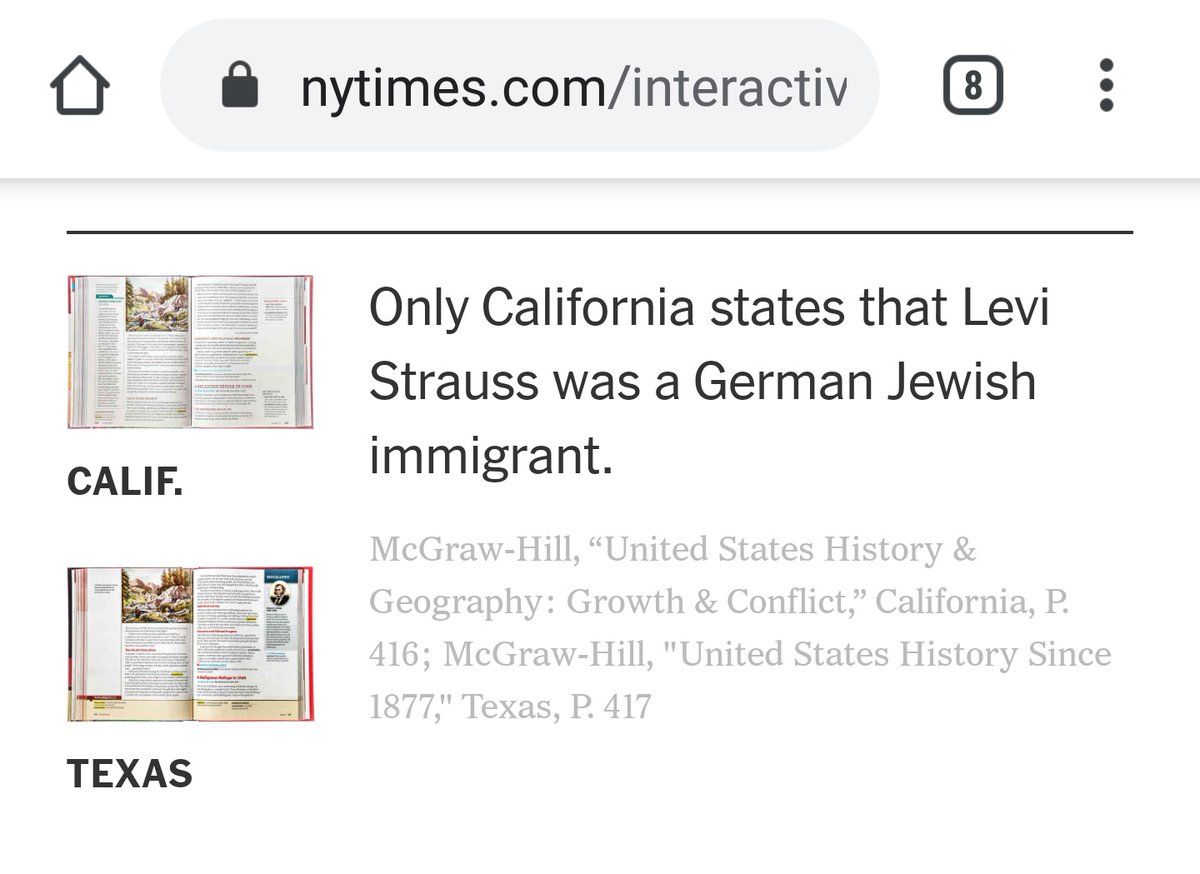 nytimes.com/interactiv
8
Only California states that Levi
Strauss was a German Jewish
immigrant.
CALIF.
McGraw-Hill, “United States History &
Geography: Growth & Conflict,” California, P.
416; McGraw-Hill, "United States History Since
1877," Texas, P. 417
TEXAS